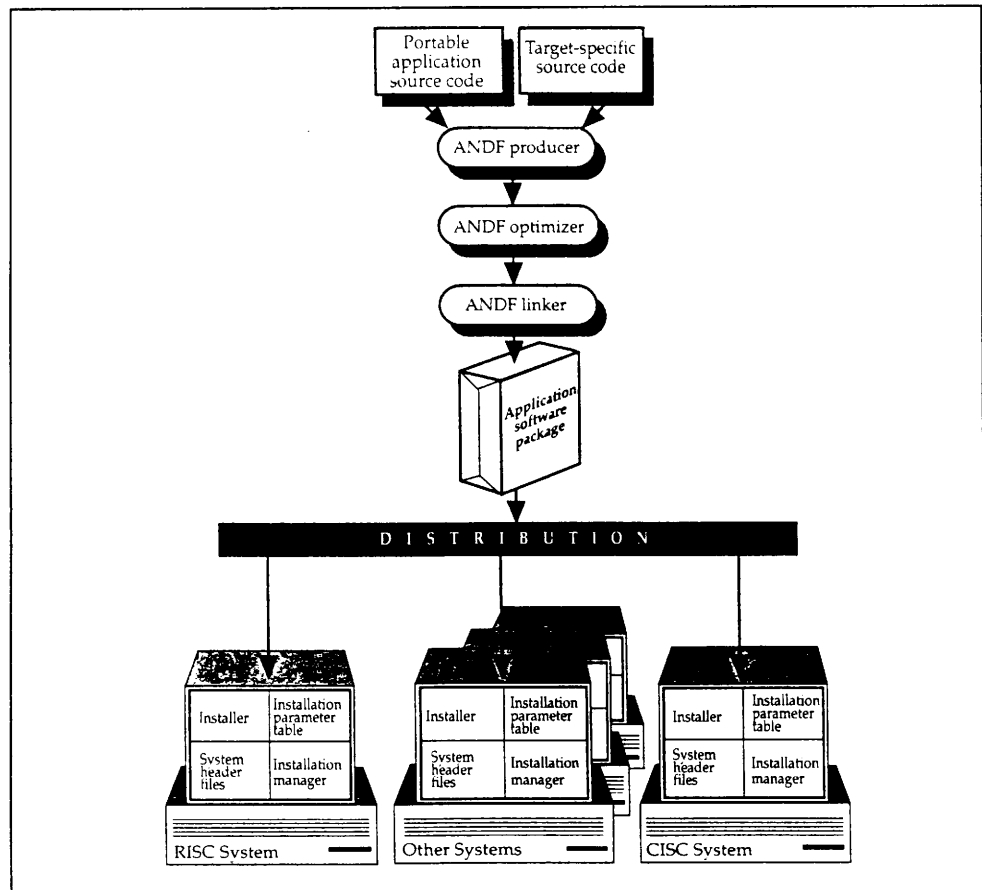 Portable
application
source code
Target-specific
source code
ANDF producer
ANDF optimizer
ANDF linker
Application
software
package
DISTRIBUTION
Installer
Installation
parameter
table
System
header
files
Installation
manager
RISC System
Installer
Installation
parameter
table
System
header
files
Installation
manager
Other Systems
Installer
Installation
parameter
table
System
header
files
Installation
manager
CISC System